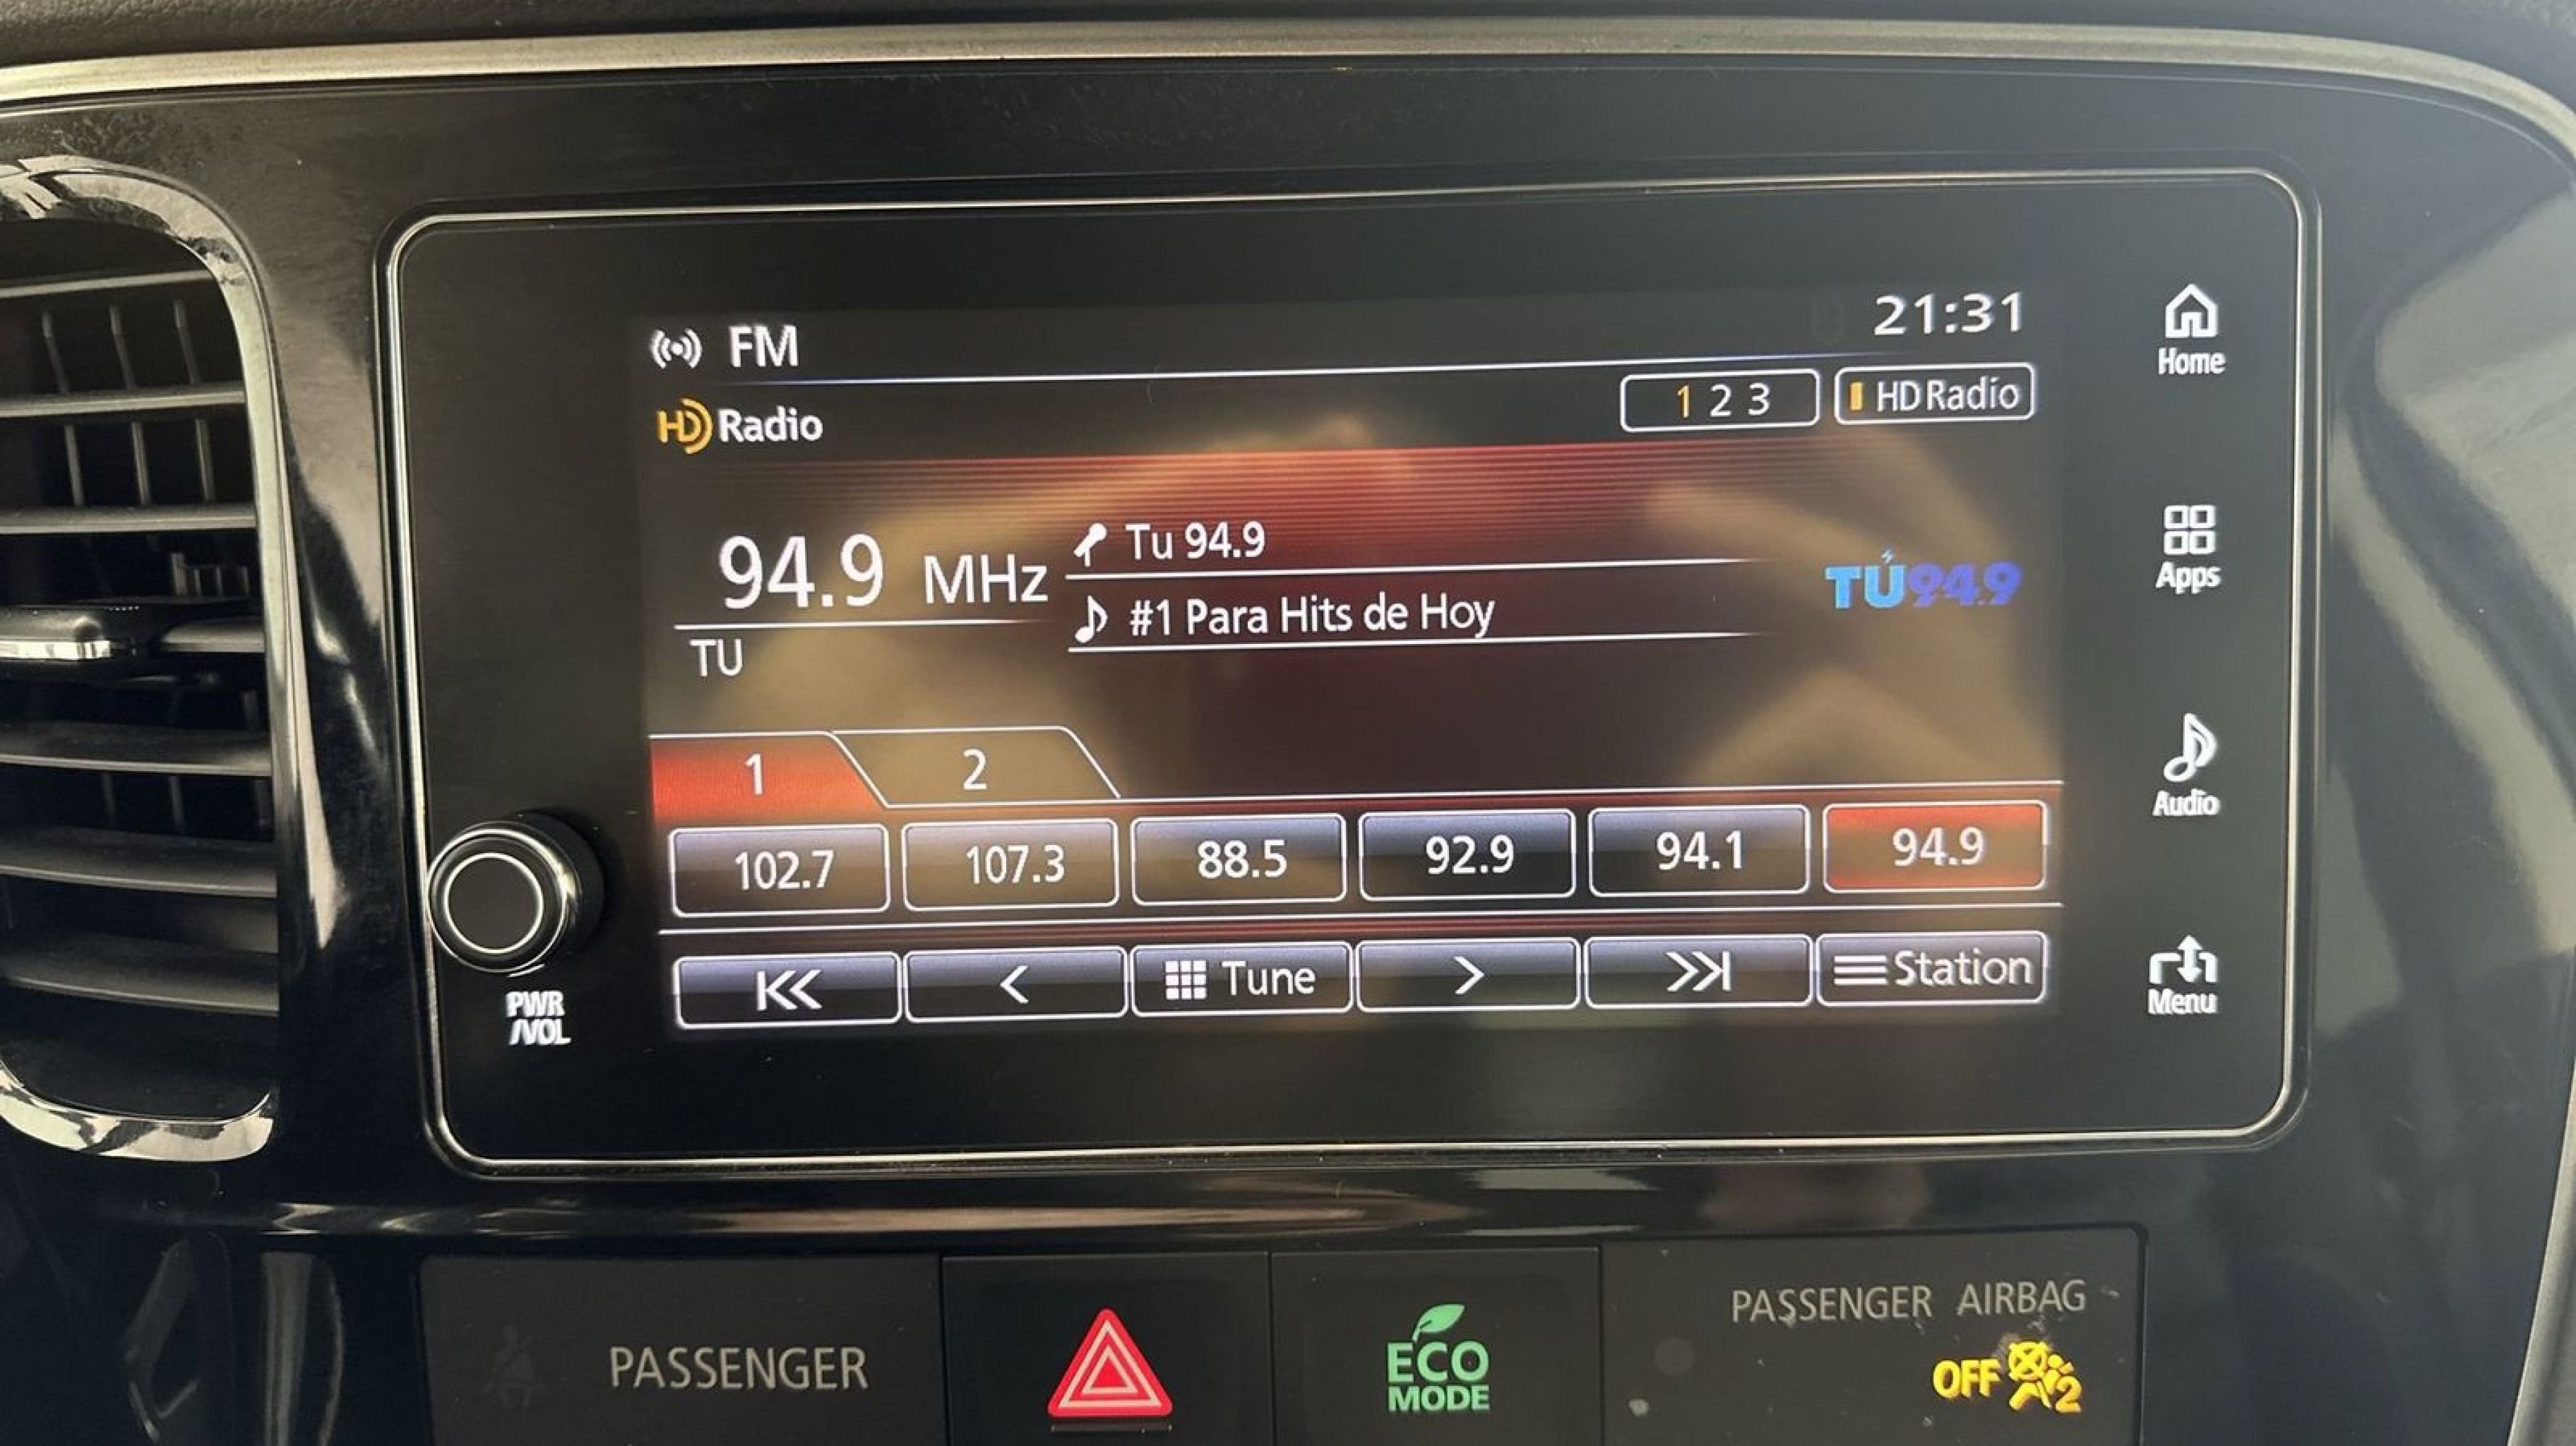 FM
21:31
HD Radio
1 2 3
HD Radio
94.9 MHz
Tu 94.9
#1 Para Hits de Hoy
TÚ94.9
TU
1
2
102.7
107.3
88.5
92.9
94.1
94.9
Tune
Station
Home
Apps
Audio
Menu
PWR
/VOL
PASSENGER
ECO
MODE
PASSENGER AIRBAG
OFF
2